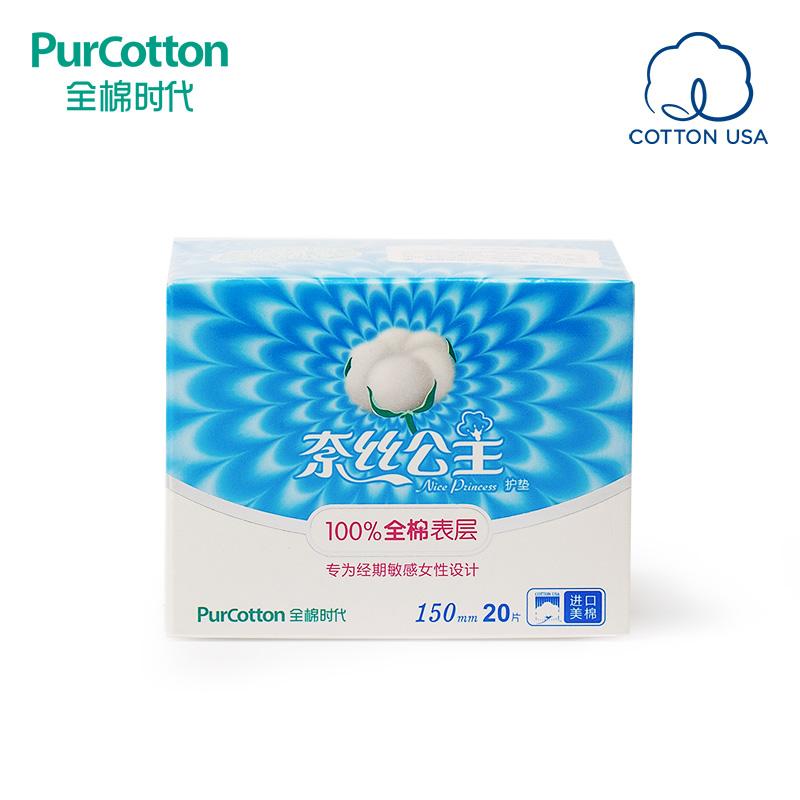 PurCotton
全棉时代
COTTON USA
奈丝公主
Nice Princess 护垫
100%全棉表层
专为经期敏感女性设计
PurCotton 全棉时代
150mm 20片
COTTON USA
进口
美棉